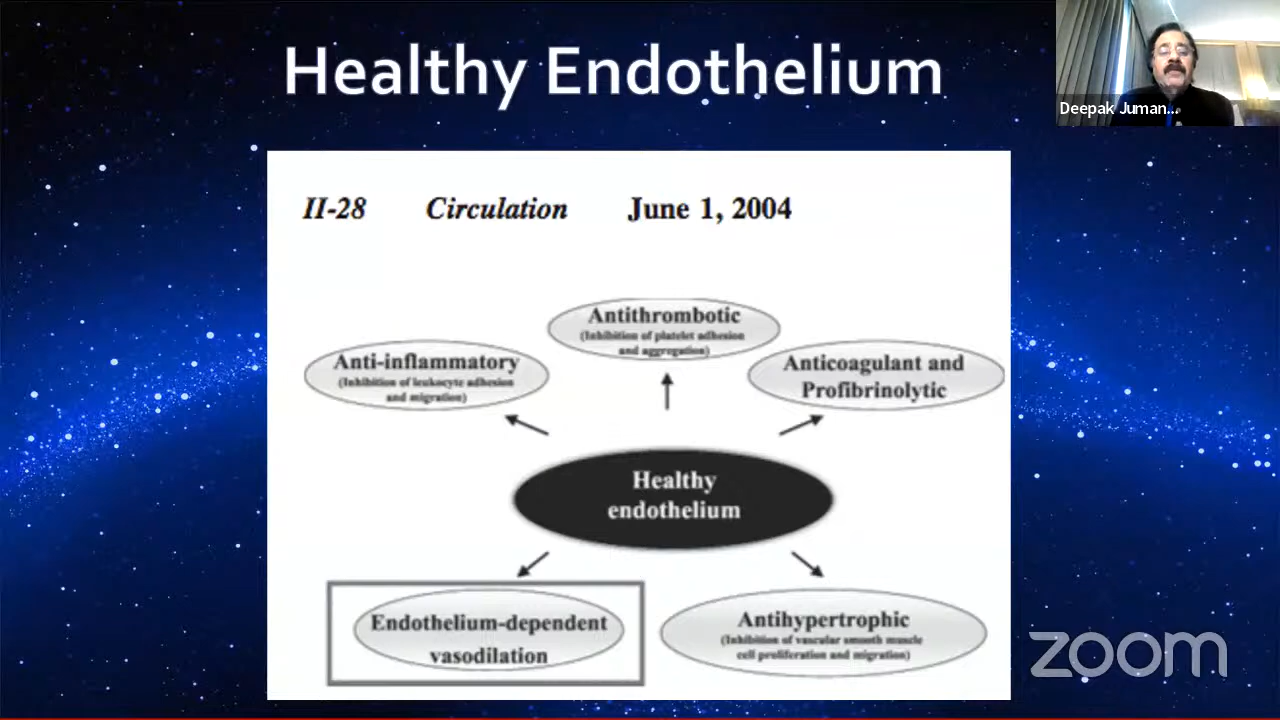 Healthy Endothelium
Deepak Juman...
II-28 Circulation June 1, 2004
Antithrombotic
(Inhibition of platelet adhesion
and aggregation)
Anti-inflammatory
(Inhibition of leukocyte adhesion
and migration)
Anticoagulant and
Profibrinolytic
Healthy
endothelium
Endothelium-dependent
vasodilation
Antihypertrophic
(Inhibition of vascular smooth muscle
cell proliferation and migration)
zoom